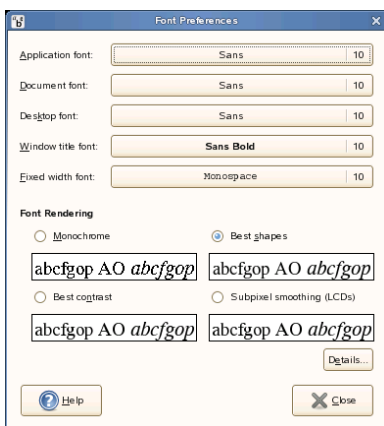 Font Preferences
Application font: Sans 10
Document font: Sans 10
Desktop font: Sans 10
Window title font: Sans Bold 10
Fixed width font: Monospace 10
Font Rendering
Monochrome Best shapes
abcfgop AO abcfgop abcfgop AO abcfgop
Best contrast Subpixel smoothing (LCDs)
abcfgop AO abcfgop abcfgop AO abcfgop
Details...
Help Close